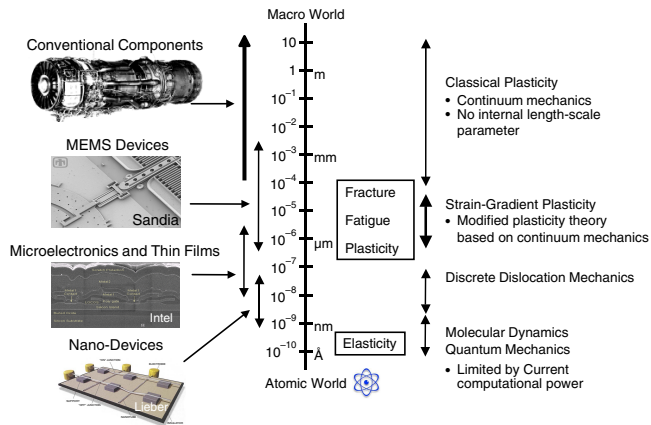 Macro World
Conventional Components
10
1
m
10⁻¹
10⁻²
10⁻³
mm
10⁻⁴
10⁻⁵
10⁻⁶
μm
10⁻⁷
10⁻⁸
10⁻⁹
nm
10⁻¹⁰
Å
Atomic World
MEMS Devices
Sandia
Microelectronics and Thin Films
Intel
Nano-Devices
Lieber
Fracture
Fatigue
Plasticity
Elasticity
Classical Plasticity
• Continuum mechanics
• No internal length-scale
parameter
Strain-Gradient Plasticity
• Modified plasticity theory
based on continuum mechanics
Discrete Dislocation Mechanics
Molecular Dynamics
Quantum Mechanics
• Limited by Current
computational power